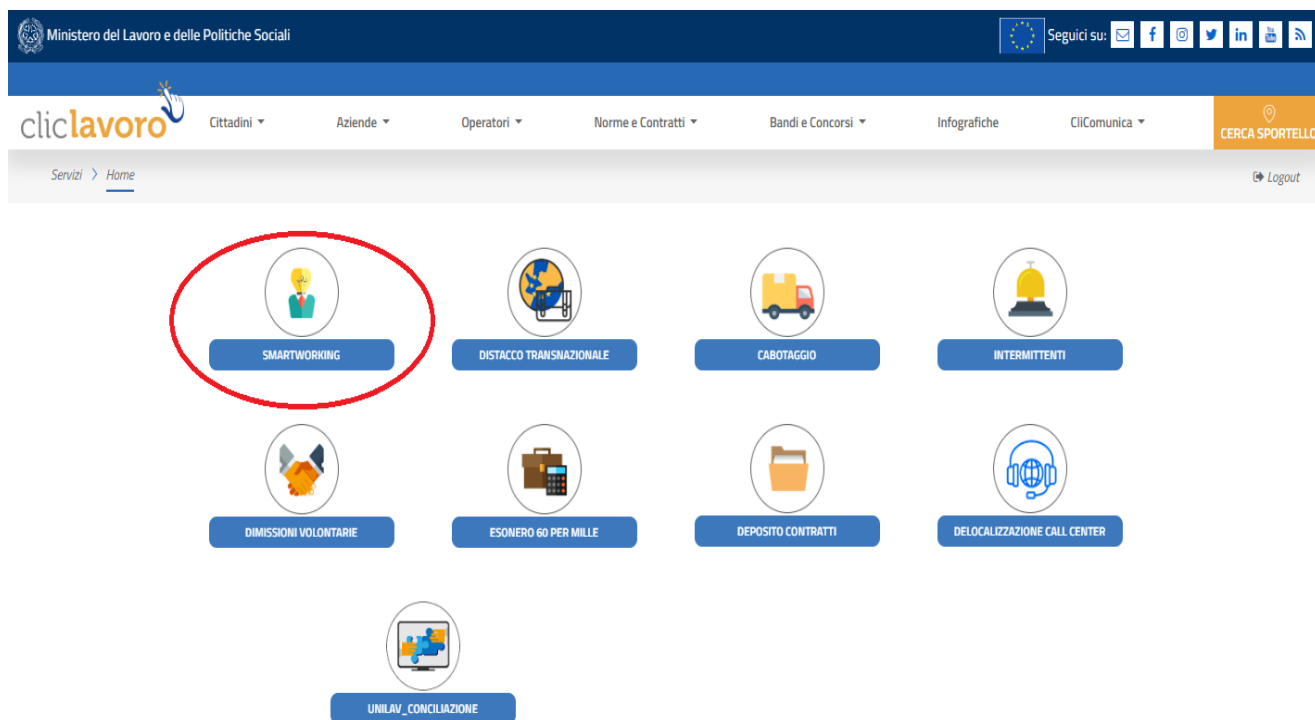 Ministero del Lavoro e delle Politiche Sociali
Seguici su:
cliclavoro
Cittadini
Aziende
Operatori
Norme e Contratti
Bandi e Concorsi
Infografiche
CliComunica
CERCA SPORTELLO
Servizi > Home
Logout
SMARTWORKING
DISTACCO TRANSNAZIONALE
CABOTAGGIO
INTERMITTENTI
DIMISSIONI VOLONTARIE
ESONERO 60 PER MILLE
DEPOSITO CONTRATTI
DELOCALIZZAZIONE CALL CENTER
UNILAV_CONCILIAZIONE